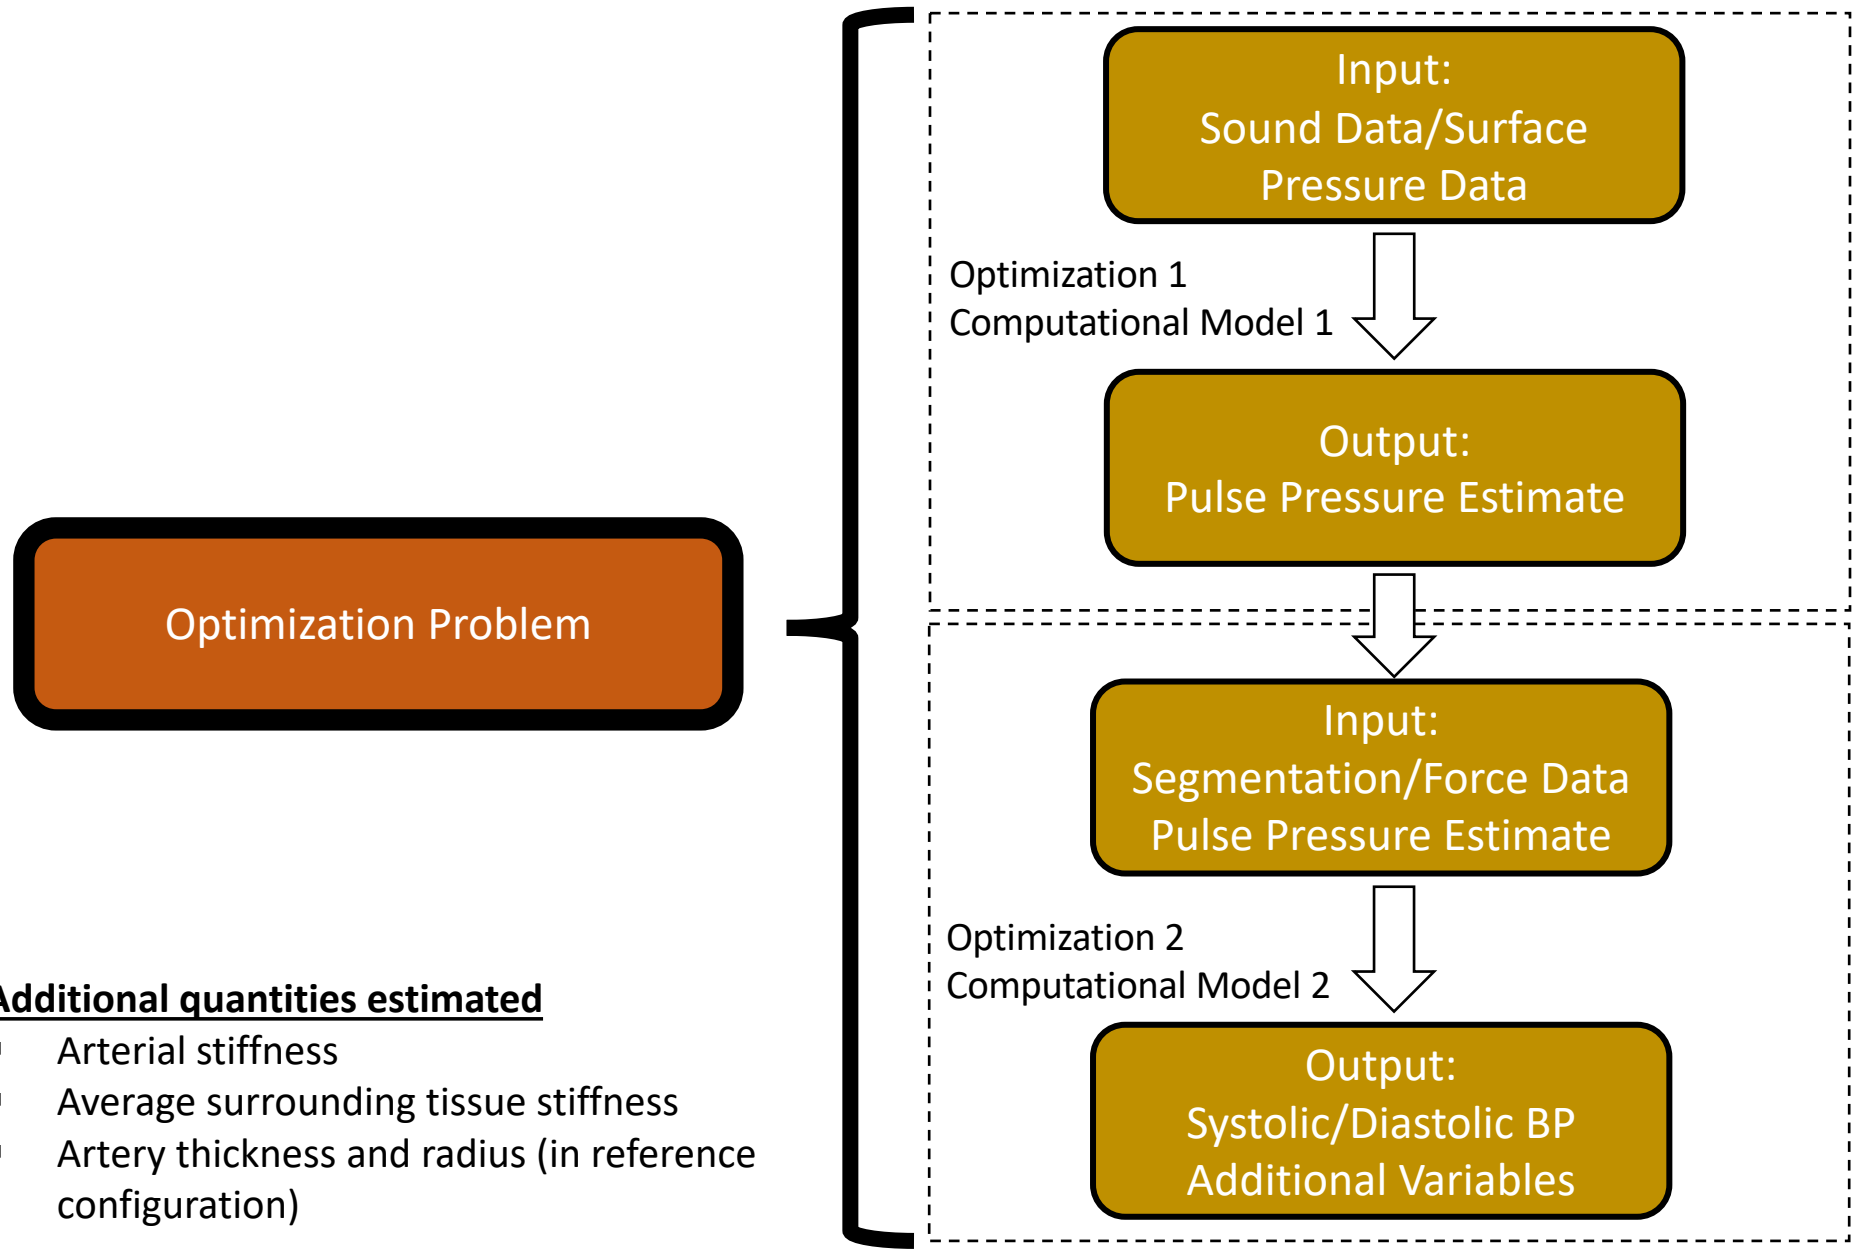 Input:
Sound Data/Surface
Pressure Data
Optimization 1
Computational Model 1
Output:
Pulse Pressure Estimate
Optimization Problem
Input:
Segmentation/Force Data
Pulse Pressure Estimate
Optimization 2
Computational Model 2
Output:
Systolic/Diastolic BP
Additional Variables
Additional quantities estimated
Arterial stiffness
Average surrounding tissue stiffness
Artery thickness and radius (in reference
configuration)